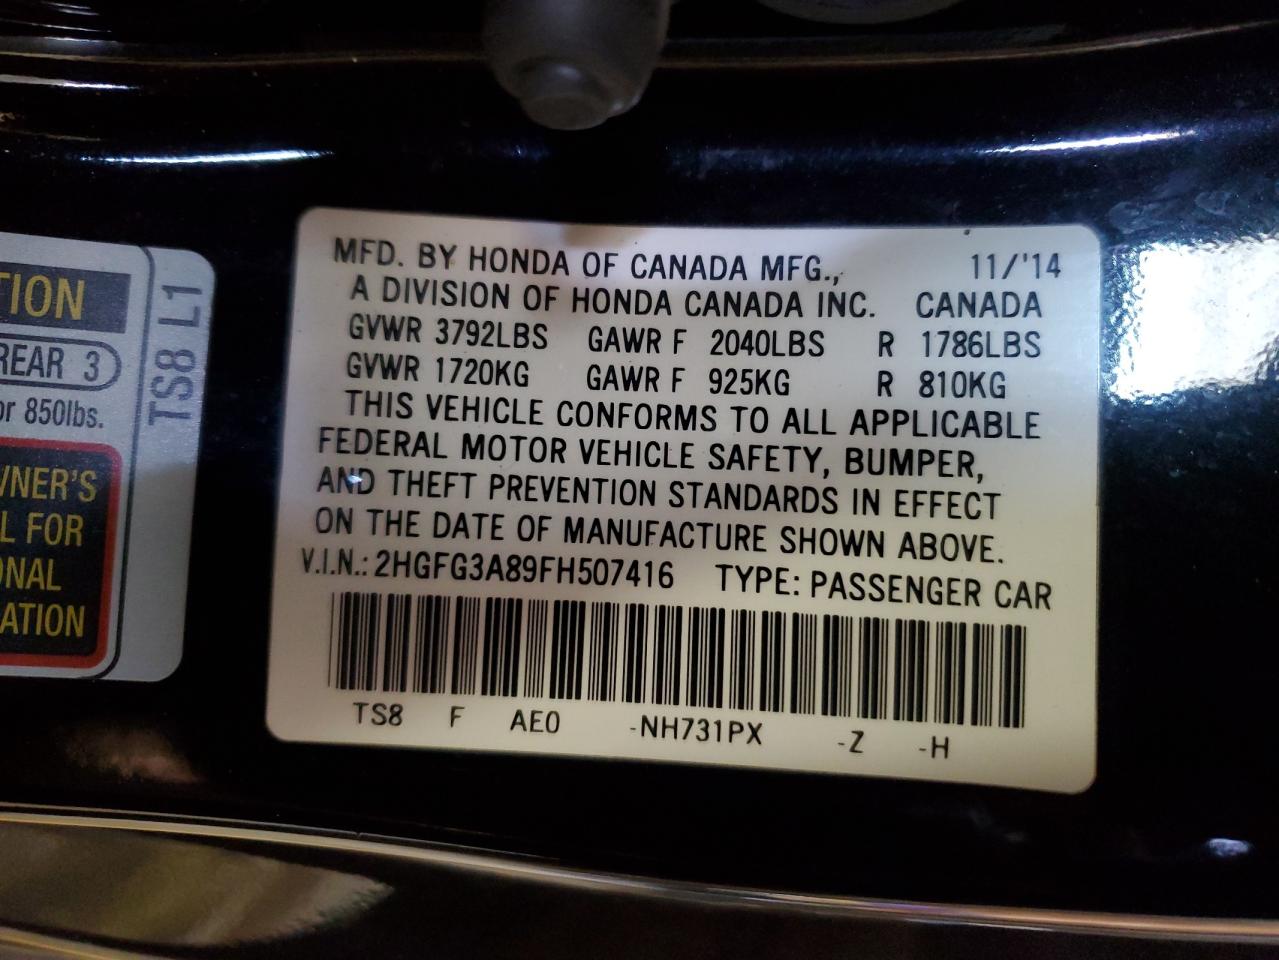 TION
REAR 3
or 850lbs.
WNER'S
L FOR
ONAL
ATION
TS8 L1
MFD. BY HONDA OF CANADA MFG., 11/'14
A DIVISION OF HONDA CANADA INC. CANADA
GVWR 3792LBS GAWR F 2040LBS R 1786LBS
GVWR 1720KG GAWR F 925KG R 810KG
THIS VEHICLE CONFORMS TO ALL APPLICABLE
FEDERAL MOTOR VEHICLE SAFETY, BUMPER,
AND THEFT PREVENTION STANDARDS IN EFFECT
ON THE DATE OF MANUFACTURE SHOWN ABOVE.
V.I.N.: 2HGFG3A89FH507416 TYPE: PASSENGER CAR
TS8 F AE0 -NH731PX -Z -H